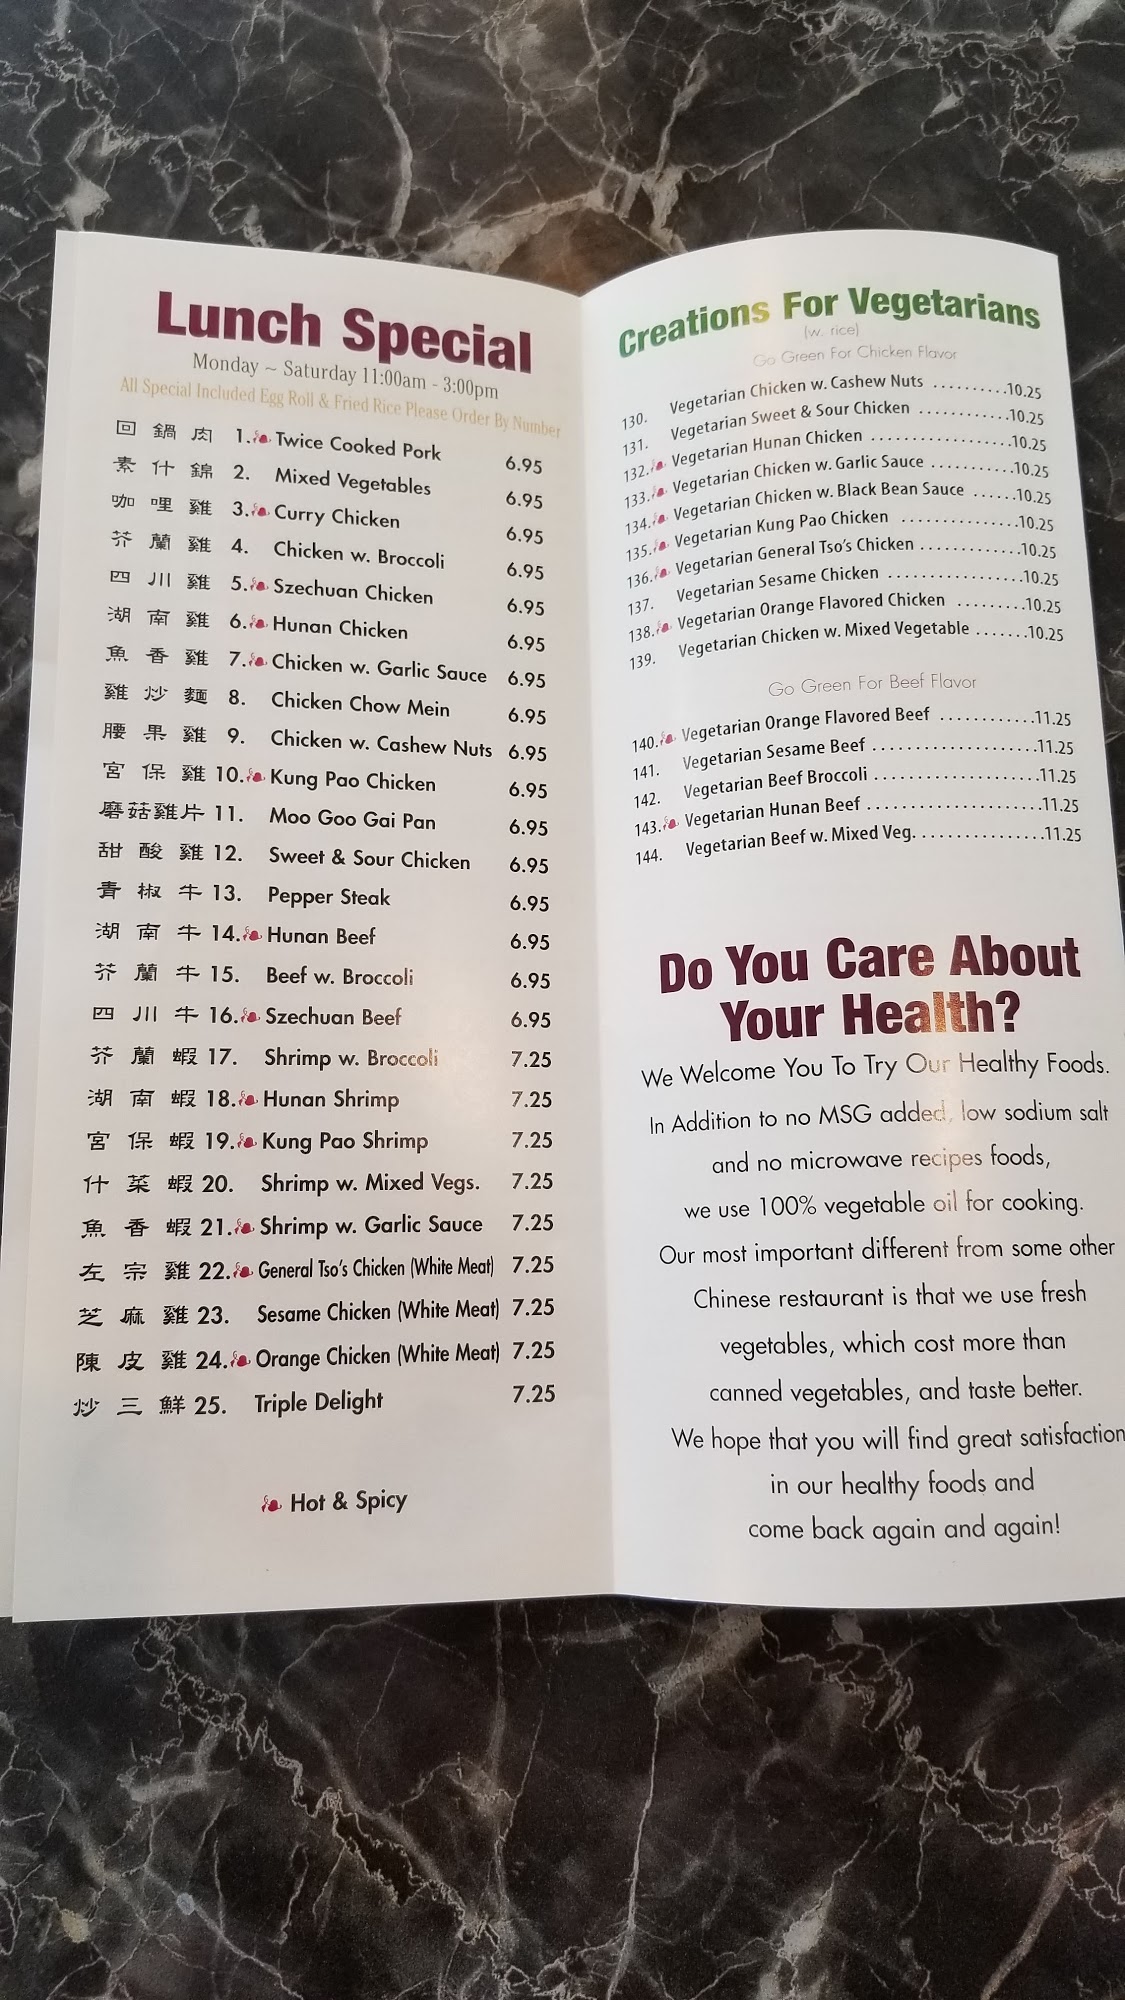 Lunch Special
Monday ~ Saturday 11:00am - 3:00pm
All Special Included Egg Roll & Fried Rice Please Order By Number
回鍋肉 1. Twice Cooked Pork 6.95
素什錦 2. Mixed Vegetables 6.95
咖哩雞 3. Curry Chicken 6.95
芥蘭雞 4. Chicken w. Broccoli 6.95
四川雞 5. Szechuan Chicken 6.95
湖南雞 6. Hunan Chicken 6.95
魚香雞 7. Chicken w. Garlic Sauce 6.95
雞炒麵 8. Chicken Chow Mein 6.95
腰果雞 9. Chicken w. Cashew Nuts 6.95
宮保雞 10. Kung Pao Chicken 6.95
磨菇雞片 11. Moo Goo Gai Pan 6.95
甜酸雞 12. Sweet & Sour Chicken 6.95
青椒牛 13. Pepper Steak 6.95
湖南牛 14. Hunan Beef 6.95
芥蘭牛 15. Beef w. Broccoli 6.95
四川牛 16. Szechuan Beef 6.95
芥蘭蝦 17. Shrimp w. Broccoli 7.25
湖南蝦 18. Hunan Shrimp 7.25
宮保蝦 19. Kung Pao Shrimp 7.25
什菜蝦 20. Shrimp w. Mixed Vegs. 7.25
魚香蝦 21. Shrimp w. Garlic Sauce 7.25
左宗雞 22. General Tso's Chicken (White Meat) 7.25
芝麻雞 23. Sesame Chicken (White Meat) 7.25
陳皮雞 24. Orange Chicken (White Meat) 7.25
炒三鮮 25. Triple Delight 7.25
Hot & Spicy
Creations For Vegetarians
(w. rice)
Go Green For Chicken Flavor
130. Vegetarian Chicken w. Cashew Nuts ..........10.25
131. Vegetarian Sweet & Sour Chicken .............10.25
132. Vegetarian Hunan Chicken ....................10.25
133. Vegetarian Chicken w. Garlic Sauce ............10.25
134. Vegetarian Chicken w. Black Bean Sauce ......10.25
135. Vegetarian Kung Pao Chicken .................10.25
136. Vegetarian General Tso's Chicken ..............10.25
137. Vegetarian Sesame Chicken ...................10.25
138. Vegetarian Orange Flavored Chicken ..........10.25
139. Vegetarian Chicken w. Mixed Vegetable .......10.25
Go Green For Beef Flavor
140. Vegetarian Orange Flavored Beef ............11.25
141. Vegetarian Sesame Beef .....................11.25
142. Vegetarian Beef Broccoli .....................11.25
143. Vegetarian Hunan Beef ......................11.25
144. Vegetarian Beef w. Mixed Veg. ...............11.25
Do You Care About
Your Health?
We Welcome You To Try Our Healthy Foods.
In Addition to no MSG added, low sodium salt
and no microwave recipes foods,
we use 100% vegetable oil for cooking.
Our most important different from some other
Chinese restaurant is that we use fresh
vegetables, which cost more than
canned vegetables, and taste better.
We hope that you will find great satisfaction
in our healthy foods and
come back again and again!